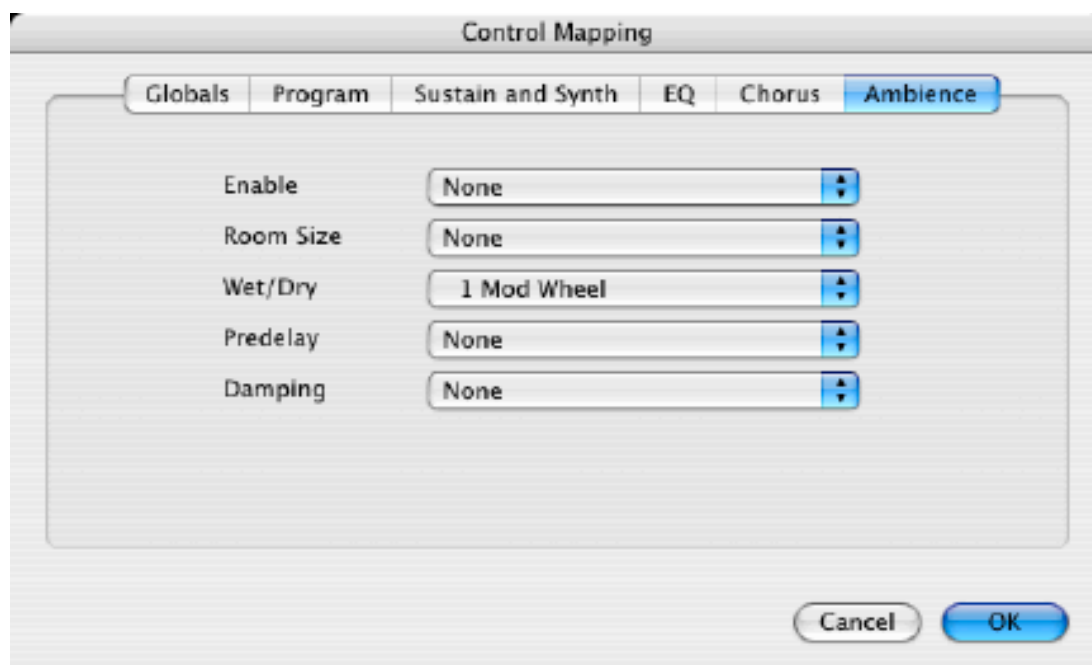 Control Mapping
Globals Program Sustain and Synth EQ Chorus Ambience
Enable None
Room Size None
Wet/Dry 1 Mod Wheel
Predelay None
Damping None
Cancel OK